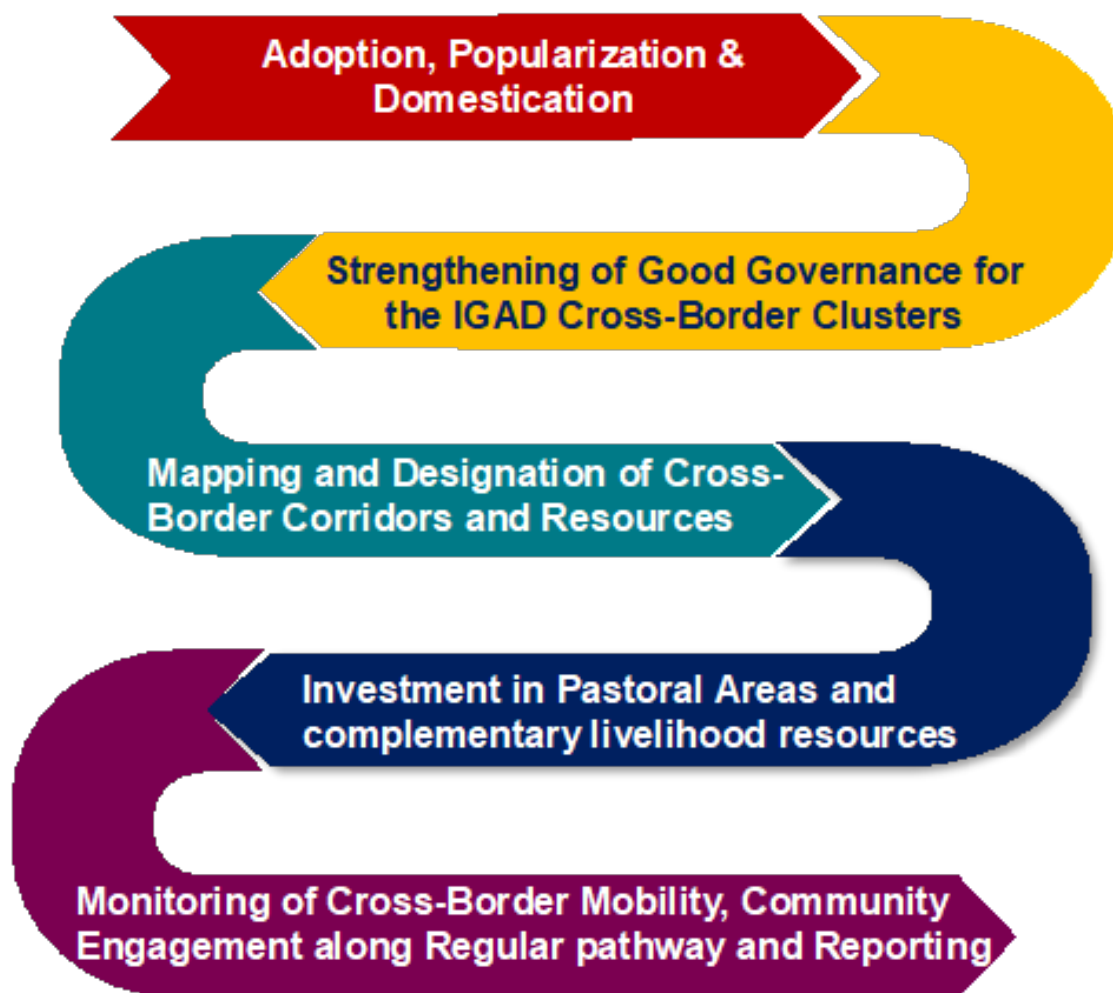 Adoption, Popularization &
Domestication
Strengthening of Good Governance for
the IGAD Cross-Border Clusters
Mapping and Designation of Cross-
Border Corridors and Resources
Investment in Pastoral Areas and
complementary livelihood resources
Monitoring of Cross-Border Mobility, Community
Engagement along Regular pathway and Reporting